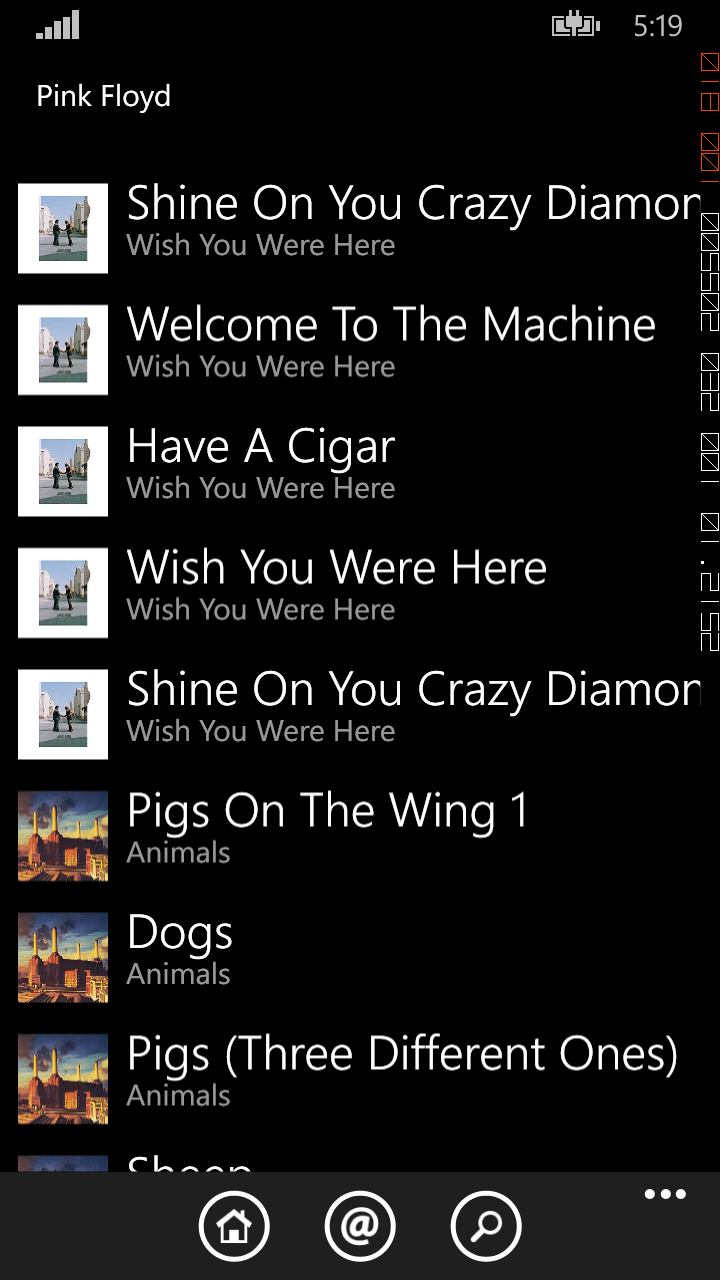 5:19
Pink Floyd
Shine On You Crazy Diamon
Wish You Were Here
Welcome To The Machine
Wish You Were Here
Have A Cigar
Wish You Were Here
Wish You Were Here
Wish You Were Here
Shine On You Crazy Diamon
Wish You Were Here
Pigs On The Wing 1
Animals
Dogs
Animals
Pigs (Three Different Ones)
Animals
Sheep